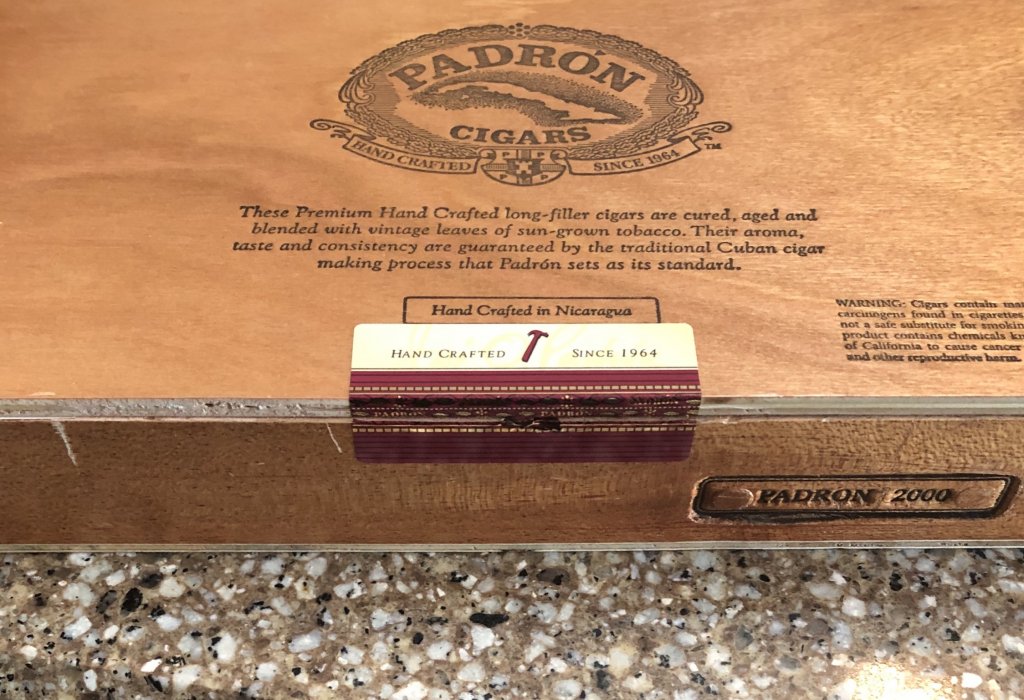 PADRÓN
CIGARS
HAND CRAFTED SINCE 1964 ™
P P
P P
These Premium Hand Crafted long-filler cigars are cured, aged and
blended with vintage leaves of sun-grown tobacco. Their aroma,
taste and consistency are guaranteed by the traditional Cuban cigar
making process that Padrón sets as its standard.
Hand Crafted in Nicaragua
WARNING: Cigars contain
carcinogens found in cigarettes
not a safe substitute for
product contains chemicals
of California to cause cancer
and other reproductive harm.
HAND CRAFTED SINCE 1964
PADRON 2000